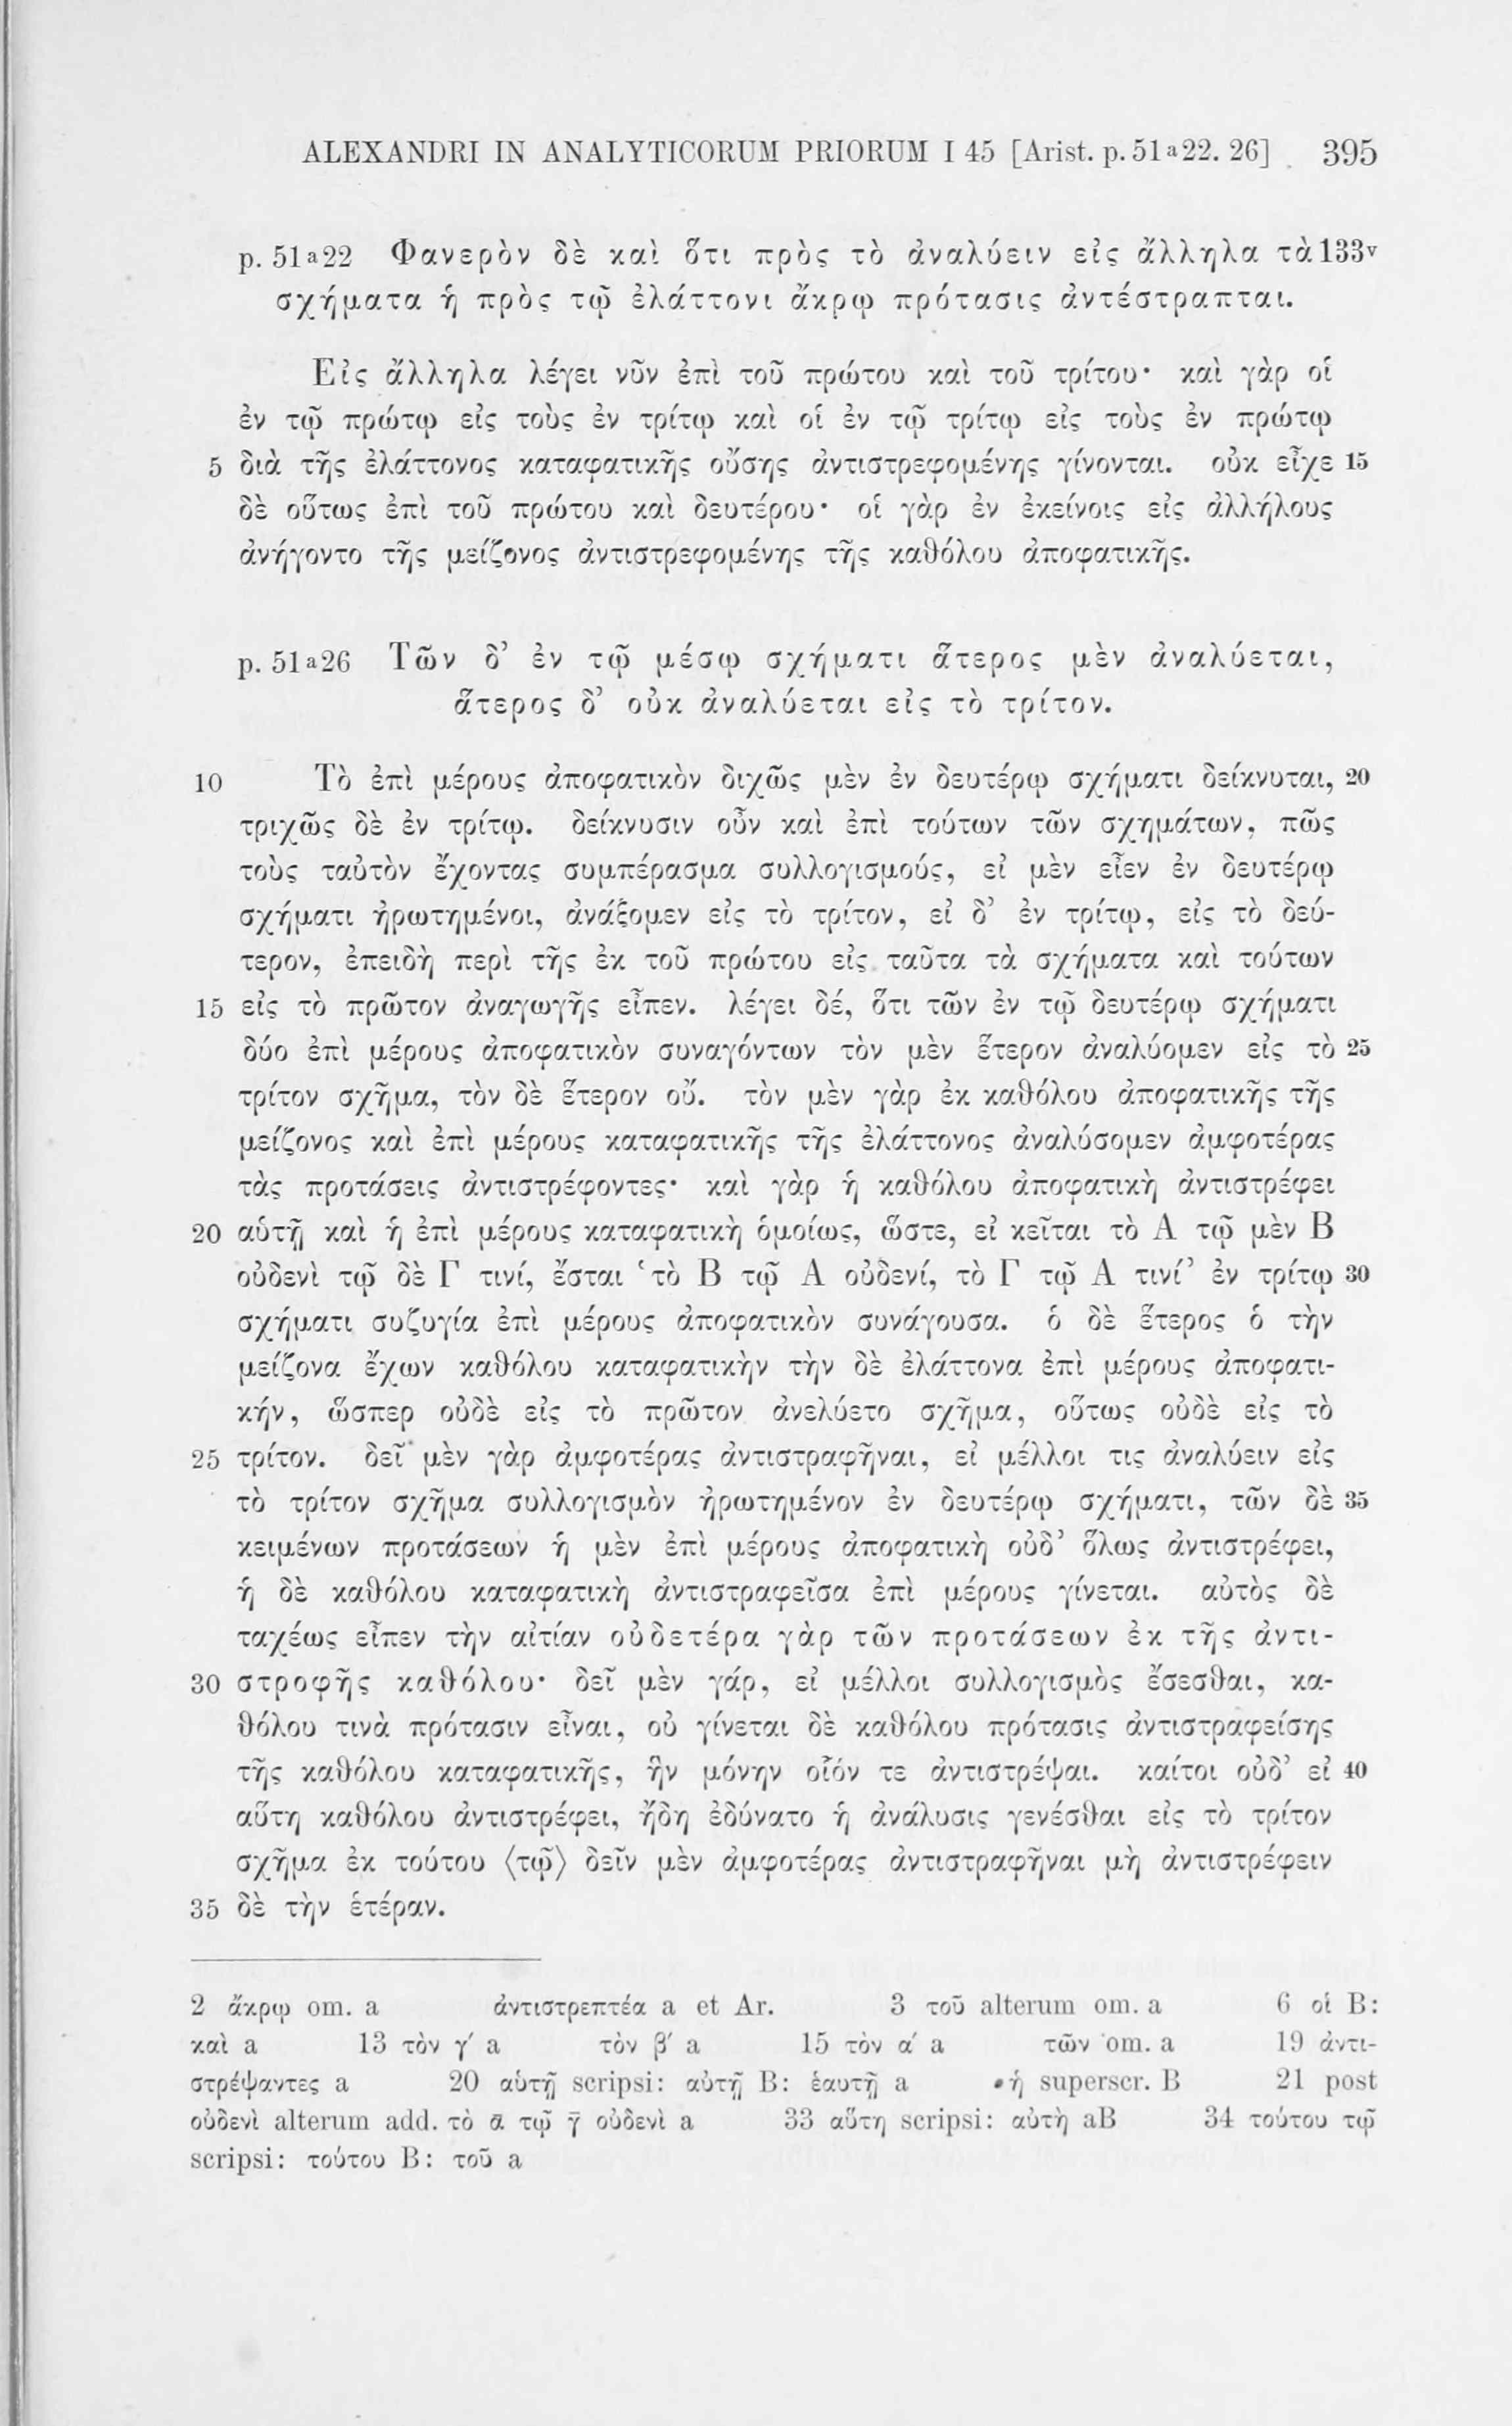 ALEXANDRI IN ANALYTICORUM PRIORUM I 45 [Arist. p. 51 a 22. 26] 395
p. 51 a 22 Φανερὸν δὲ καὶ ὅτι πρὸς τὸ ἀναλύειν εἰς ἄλληλα τὰ 133v
σχήματα ἡ πρὸς τῷ ἐλάττονι ἄκρῳ πρότασις ἀντέστραπται.
Εἰς ἄλληλα λέγει νῦν ἐπὶ τοῦ πρώτου καὶ τοῦ τρίτου· καὶ γὰρ οἱ
ἐν τῷ πρώτῳ εἰς τοὺς ἐν τρίτῳ καὶ οἱ ἐν τῷ τρίτῳ εἰς τοὺς ἐν πρώτῳ
5 διὰ τῆς ἐλάττονος καταφατικῆς οὔσης ἀντιστρεφομένης γίνονται. οὐκ εἶχε 15
δὲ οὕτως ἐπὶ τοῦ πρώτου καὶ δευτέρου· οἱ γὰρ ἐν ἐκείνοις εἰς ἀλλήλους
ἀνήγοντο τῆς μείζονος ἀντιστρεφομένης τῆς καθόλου ἀποφατικῆς.
p. 51 a 26 Τῶν δ’ ἐν τῷ μέσῳ σχήματι ἅτερος μὲν ἀναλύεται,
ἅτερος δ’ οὐκ ἀναλύεται εἰς τὸ τρίτον.
10 Τὸ ἐπὶ μέρους ἀποφατικὸν διχῶς μὲν ἐν δευτέρῳ σχήματι δείκνυται, 20
τριχῶς δὲ ἐν τρίτῳ. δείκνυσιν οὖν καὶ ἐπὶ τούτων τῶν σχημάτων, πῶς
τοὺς ταὐτὸν ἔχοντας συμπέρασμα συλλογισμούς, εἰ μὲν εἶεν ἐν δευτέρῳ
σχήματι ἠρωτημένοι, ἀνάξομεν εἰς τὸ τρίτον, εἰ δ’ ἐν τρίτῳ, εἰς τὸ δεύ-
τερον, ἐπειδὴ περὶ τῆς ἐκ τοῦ πρώτου εἰς ταῦτα τὰ σχήματα καὶ τούτων
15 εἰς τὸ πρῶτον ἀναγωγῆς εἶπεν. λέγει δέ, ὅτι τῶν ἐν τῷ δευτέρῳ σχήματι
δύο ἐπὶ μέρους ἀποφατικὸν συναγόντων τὸν μὲν ἕτερον ἀναλύομεν εἰς τὸ 25
τρίτον σχῆμα, τὸν δὲ ἕτερον οὔ. τὸν μὲν γὰρ ἐκ καθόλου ἀποφατικῆς τῆς
μείζονος καὶ ἐπὶ μέρους καταφατικῆς τῆς ἐλάττονος ἀναλύσομεν ἀμφοτέρας
τὰς προτάσεις ἀντιστρέφοντες· καὶ γὰρ ἡ καθόλου ἀποφατικὴ ἀντιστρέφει
20 αὑτῇ καὶ ἡ ἐπὶ μέρους καταφατικὴ ὁμοίως, ὥστε, εἰ κεῖται τὸ Α τῷ μὲν Β
οὐδενὶ τῷ δὲ Γ τινί, ἔσται ‘τὸ Β τῷ Α οὐδενί, τὸ Γ τῷ Α τινί’ ἐν τρίτῳ 30
σχήματι συζυγία ἐπὶ μέρους ἀποφατικὸν συνάγουσα. ὁ δὲ ἕτερος ὁ τὴν
μείζονα ἔχων καθόλου καταφατικὴν τὴν δὲ ἐλάττονα ἐπὶ μέρους ἀποφατι-
κήν, ὥσπερ οὐδὲ εἰς τὸ πρῶτον ἀνελύετο σχῆμα, οὕτως οὐδὲ εἰς τὸ
25 τρίτον. δεῖ μὲν γὰρ ἀμφοτέρας ἀντιστραφῆναι, εἰ μέλλοι τις ἀναλύειν εἰς
τὸ τρίτον σχῆμα συλλογισμὸν ἠρωτημένον ἐν δευτέρῳ σχήματι, τῶν δὲ 35
κειμένων προτάσεων ἡ μὲν ἐπὶ μέρους ἀποφατικὴ οὐδ’ ὅλως ἀντιστρέφει,
ἡ δὲ καθόλου καταφατικὴ ἀντιστραφεῖσα ἐπὶ μέρους γίνεται. αὐτὸς δὲ
ταχέως εἶπεν τὴν αἰτίαν οὐδετέρα γὰρ τῶν προτάσεων ἐκ τῆς ἀντι-
30 στροφῆς καθόλου· δεῖ μὲν γάρ, εἰ μέλλοι συλλογισμὸς ἔσεσθαι, κα-
θόλου τινὰ πρότασιν εἶναι, οὐ γίνεται δὲ καθόλου πρότασις ἀντιστραφείσης
τῆς καθόλου καταφατικῆς, ἣν μόνην οἷόν τε ἀντιστρέψαι. καίτοι οὐδ’ εἰ 40
αὕτη καθόλου ἀντιστρέφει, ἤδη ἐδύνατο ἡ ἀνάλυσις γενέσθαι εἰς τὸ τρίτον
σχῆμα ἐκ τούτου ⟨τῷ⟩ δεῖν μὲν ἀμφοτέρας ἀντιστραφῆναι μὴ ἀντιστρέφειν
35 δὲ τὴν ἑτέραν.
2 ἄκρῳ om. a ἀντιστρεπτέα a et Ar. 3 τοῦ alterum om. a 6 οἱ B:
καὶ a 13 τὸν γ′ a τὸν β′ a 15 τὸν α′ a τῶν om. a 19 ἀντι-
στρέψαντες a 20 αὑτῇ scripsi: αὐτῇ B: ἑαυτῇ a ἡ superscr. B 21 post
οὐδενὶ alterum add. τὸ ᾱ τῷ γ̄ οὐδενὶ a 33 αὕτη scripsi: αὐτὴ aB 34 τούτου τῷ
scripsi: τούτου B: τοῦ a